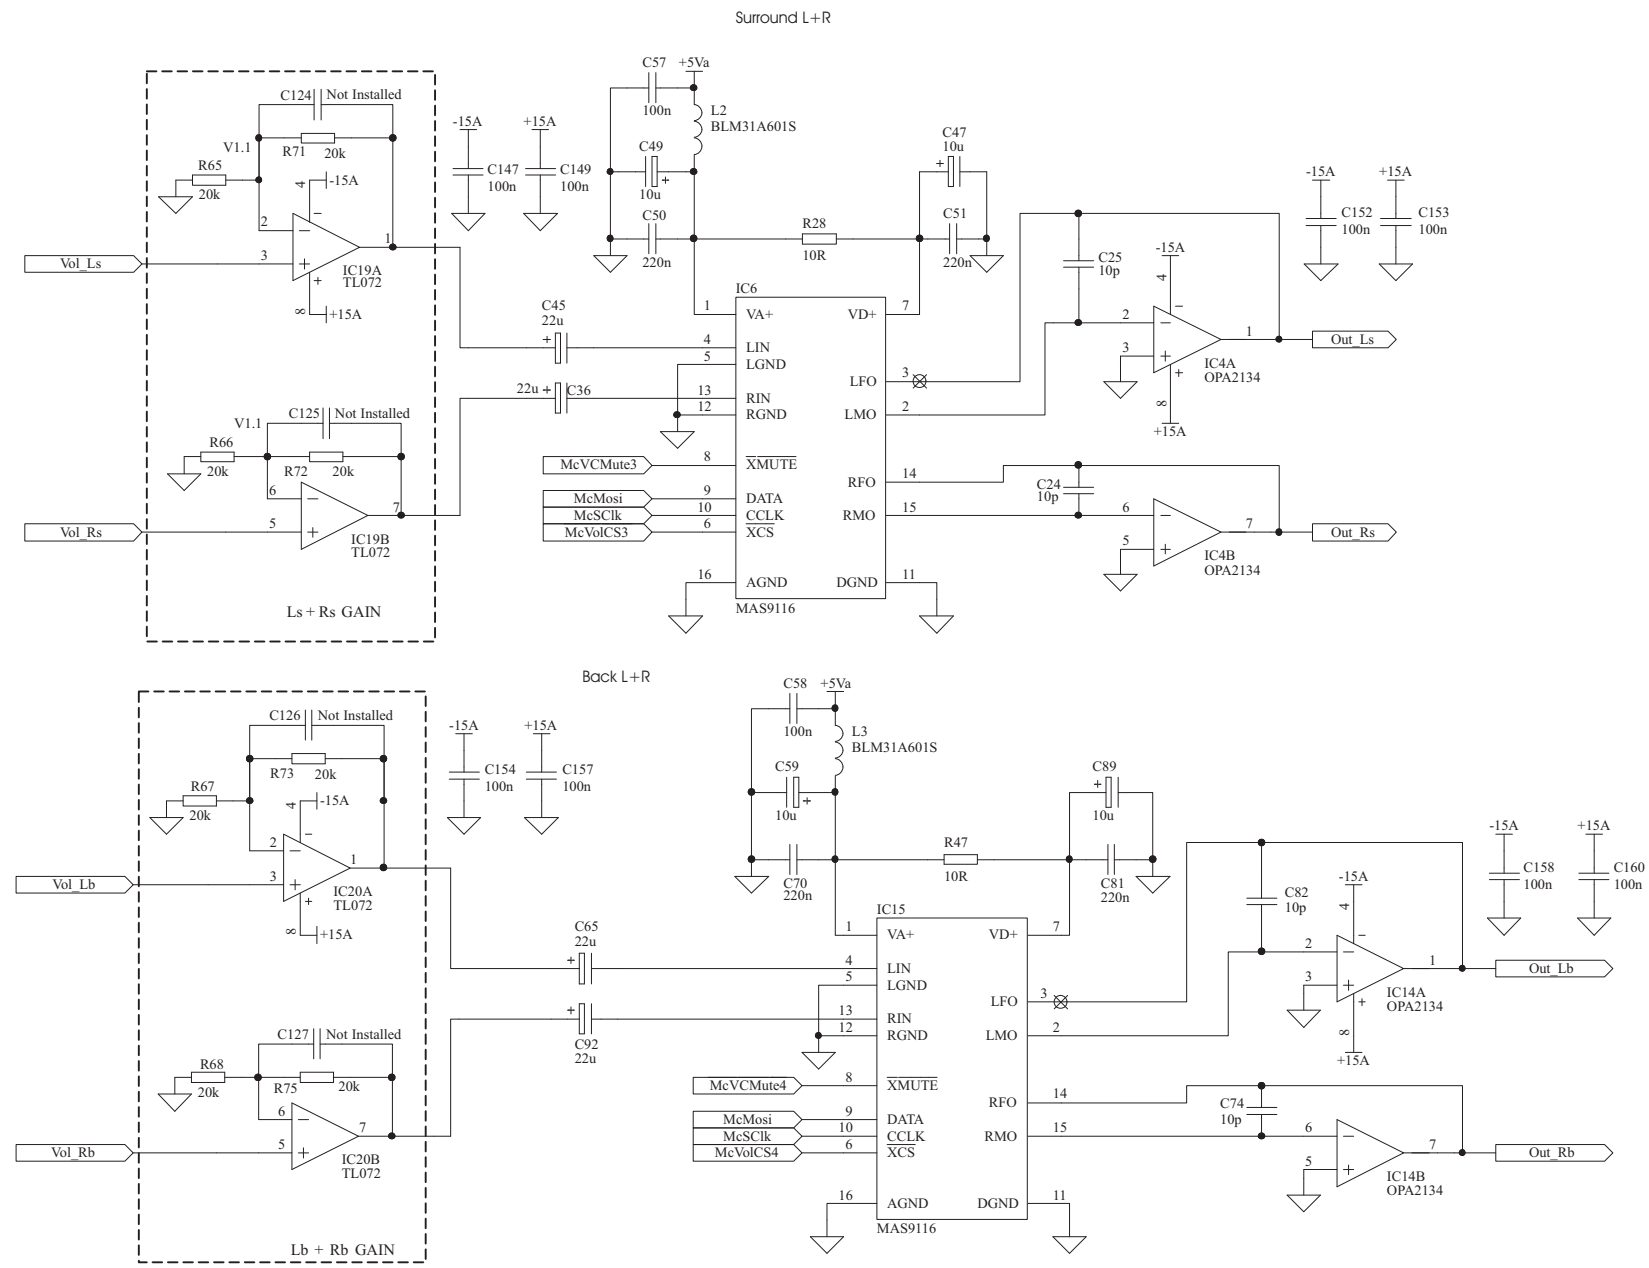 Surround L+R
C124 Not Installed
V1.1
R71 20k
R65
20k
4 -15A
2
3
1
IC19A
TL072
8 +15A
Vol_Ls
-15A
C147
100n
+15A
C149
100n
C125 Not Installed
V1.1
R66
20k
R72 20k
6
5
7
IC19B
TL072
Vol_Rs
Ls + Rs GAIN
C57
100n
+5Va
L2
BLM31A601S
C49
+
10u
C50
220n
R28
10R
C47
10u
+
C51
220n
C45
22u
+
22u + C36
McVCMute3
McMosi
McSClk
McVolCS3
IC6
1 VA+
4 LIN
5 LGND
13 RIN
12 RGND
8 XMUTE
9 DATA
10 CCLK
6 XCS
16 AGND
VD+ 7
LFO 3
LMO 2
RFO 14
RMO 15
DGND 11
MAS9116
C25
10p
-15A
4
2
3
1
IC4A
OPA2134
8
+15A
Out_Ls
-15A
C152
100n
+15A
C153
100n
C24
10p
6
5
7
IC4B
OPA2134
Out_Rs
Back L+R
C126 Not Installed
R73 20k
R67
20k
4 -15A
2
3
1
IC20A
TL072
8 +15A
Vol_Lb
-15A
C154
100n
+15A
C157
100n
C127 Not Installed
R68
20k
R75 20k
6
5
7
IC20B
TL072
Vol_Rb
Lb + Rb GAIN
C58
100n
+5Va
L3
BLM31A601S
C59
+
10u
C70
220n
R47
10R
C89
+
10u
C81
220n
C65
22u
+
+
C92
22u
McVCMute4
McMosi
McSClk
McVolCS4
IC15
1 VA+
4 LIN
5 LGND
13 RIN
12 RGND
8 XMUTE
9 DATA
10 CCLK
6 XCS
16 AGND
VD+ 7
LFO 3
LMO 2
RFO 14
RMO 15
DGND 11
MAS9116
C82
10p
-15A
4
2
3
1
IC14A
OPA2134
8
+15A
Out_Lb
-15A
C158
100n
+15A
C160
100n
C74
10p
6
5
7
IC14B
OPA2134
Out_Rb